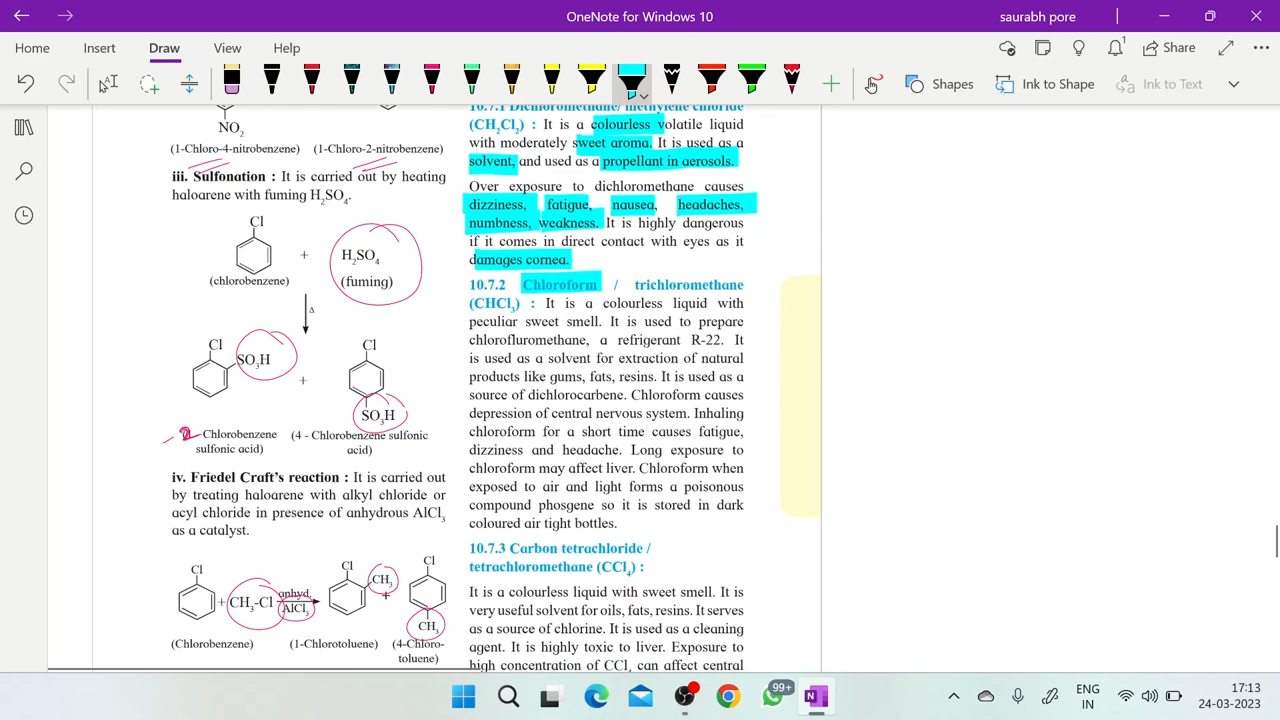 OneNote for Windows 10
saurabh pore
Home Insert Draw View Help
Share
Shapes
Ink to Shape
Ink to Text
NO2
(1-Chloro-4-nitrobenzene) (1-Chloro-2-nitrobenzene)
iii. Sulfonation : It is carried out by heating
haloarene with fuming H2SO4.
Cl
+ H2SO4
(chlorobenzene) (fuming)
Δ
Cl Cl
SO3H
+
SO3H
Chlorobenzene (4 - Chlorobenzene sulfonic
sulfonic acid) acid)
iv. Friedel Craft's reaction : It is carried out
by treating haloarene with alkyl chloride or
acyl chloride in presence of anhydrous AlCl3
as a catalyst.
Cl Cl Cl
CH3
+ CH3-Cl anhyd. AlCl3 +
CH3
(Chlorobenzene) (1-Chlorotoluene) (4-Chloro-
toluene)
10.7.1 Dichloromethane/ methylene chloride
(CH2Cl2) : It is a colourless volatile liquid
with moderately sweet aroma. It is used as a
solvent, and used as a propellant in aerosols.
Over exposure to dichloromethane causes
dizziness, fatigue, nausea, headaches,
numbness, weakness. It is highly dangerous
if it comes in direct contact with eyes as it
damages cornea.
10.7.2 Chloroform / trichloromethane
(CHCl3) : It is a colourless liquid with
peculiar sweet smell. It is used to prepare
chlorofluromethane, a refrigerant R-22. It
is used as a solvent for extraction of natural
products like gums, fats, resins. It is used as a
source of dichlorocarbene. Chloroform causes
depression of central nervous system. Inhaling
chloroform for a short time causes fatigue,
dizziness and headache. Long exposure to
chloroform may affect liver. Chloroform when
exposed to air and light forms a poisonous
compound phosgene so it is stored in dark
coloured air tight bottles.
10.7.3 Carbon tetrachloride /
tetrachloromethane (CCl4) :
It is a colourless liquid with sweet smell. It is
very useful solvent for oils, fats, resins. It serves
as a source of chlorine. It is used as a cleaning
agent. It is highly toxic to liver. Exposure to
high concentration of CCl4 can affect central
99+
ENG
IN
17:13
24-03-2023